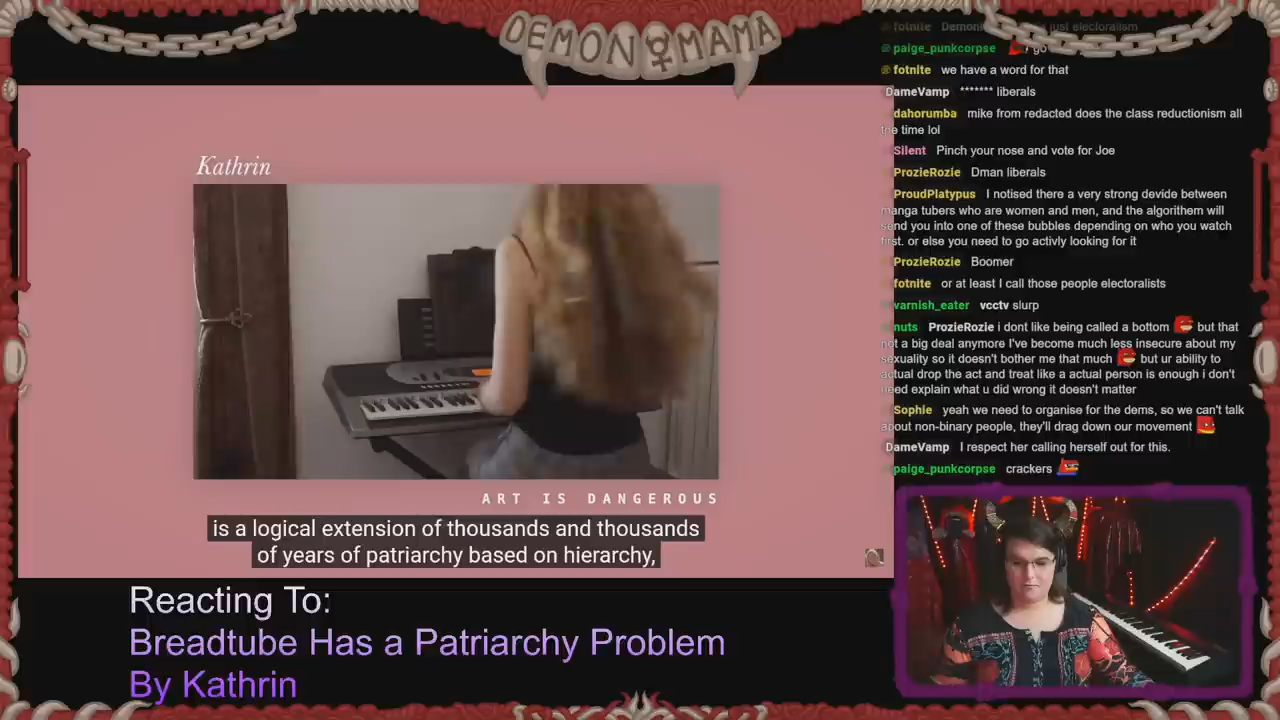 DEMON MAMA
Kathrin
ART IS DANGEROUS
is a logical extension of thousands and thousands
of years of patriarchy based on hierarchy,
Reacting To:
Breadtube Has a Patriarchy Problem
By Kathrin
fotnite just electoralism
paige_punkcorpse i go
fotnite we have a word for that
DameVamp ******* liberals
dahorumba mike from redacted does the class reductionism all
the time lol
Silent Pinch your nose and vote for Joe
ProzieRozie Dman liberals
ProudPlatypus I notised there a very strong devide between
manga tubers who are women and men, and the algorithem will
send you into one of these bubbles depending on who you watch
first. or else you need to go activly looking for it
ProzieRozie Boomer
fotnite or at least I call those people electoralists
varnish_eater vcctv slurp
nuts ProzieRozie i dont like being called a bottom but that
not a big deal anymore I've become much less insecure about my
sexuality so it doesn't bother me that much but ur ability to
actual drop the act and treat like a actual person is enough i don't
need explain what u did wrong it doesn't matter
Sophie yeah we need to organise for the dems, so we can't talk
about non-binary people, they'll drag down our movement
DameVamp I respect her calling herself out for this.
paige_punkcorpse crackers